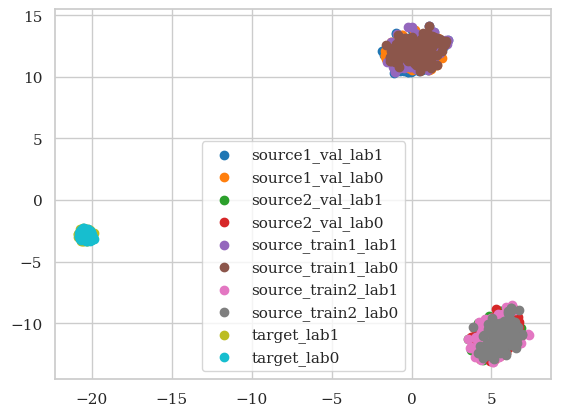 15
10
5
0
−5
−10
source1_val_lab1
source1_val_lab0
source2_val_lab1
source2_val_lab0
source_train1_lab1
source_train1_lab0
source_train2_lab1
source_train2_lab0
target_lab1
target_lab0
−20 −15 −10 −5 0 5